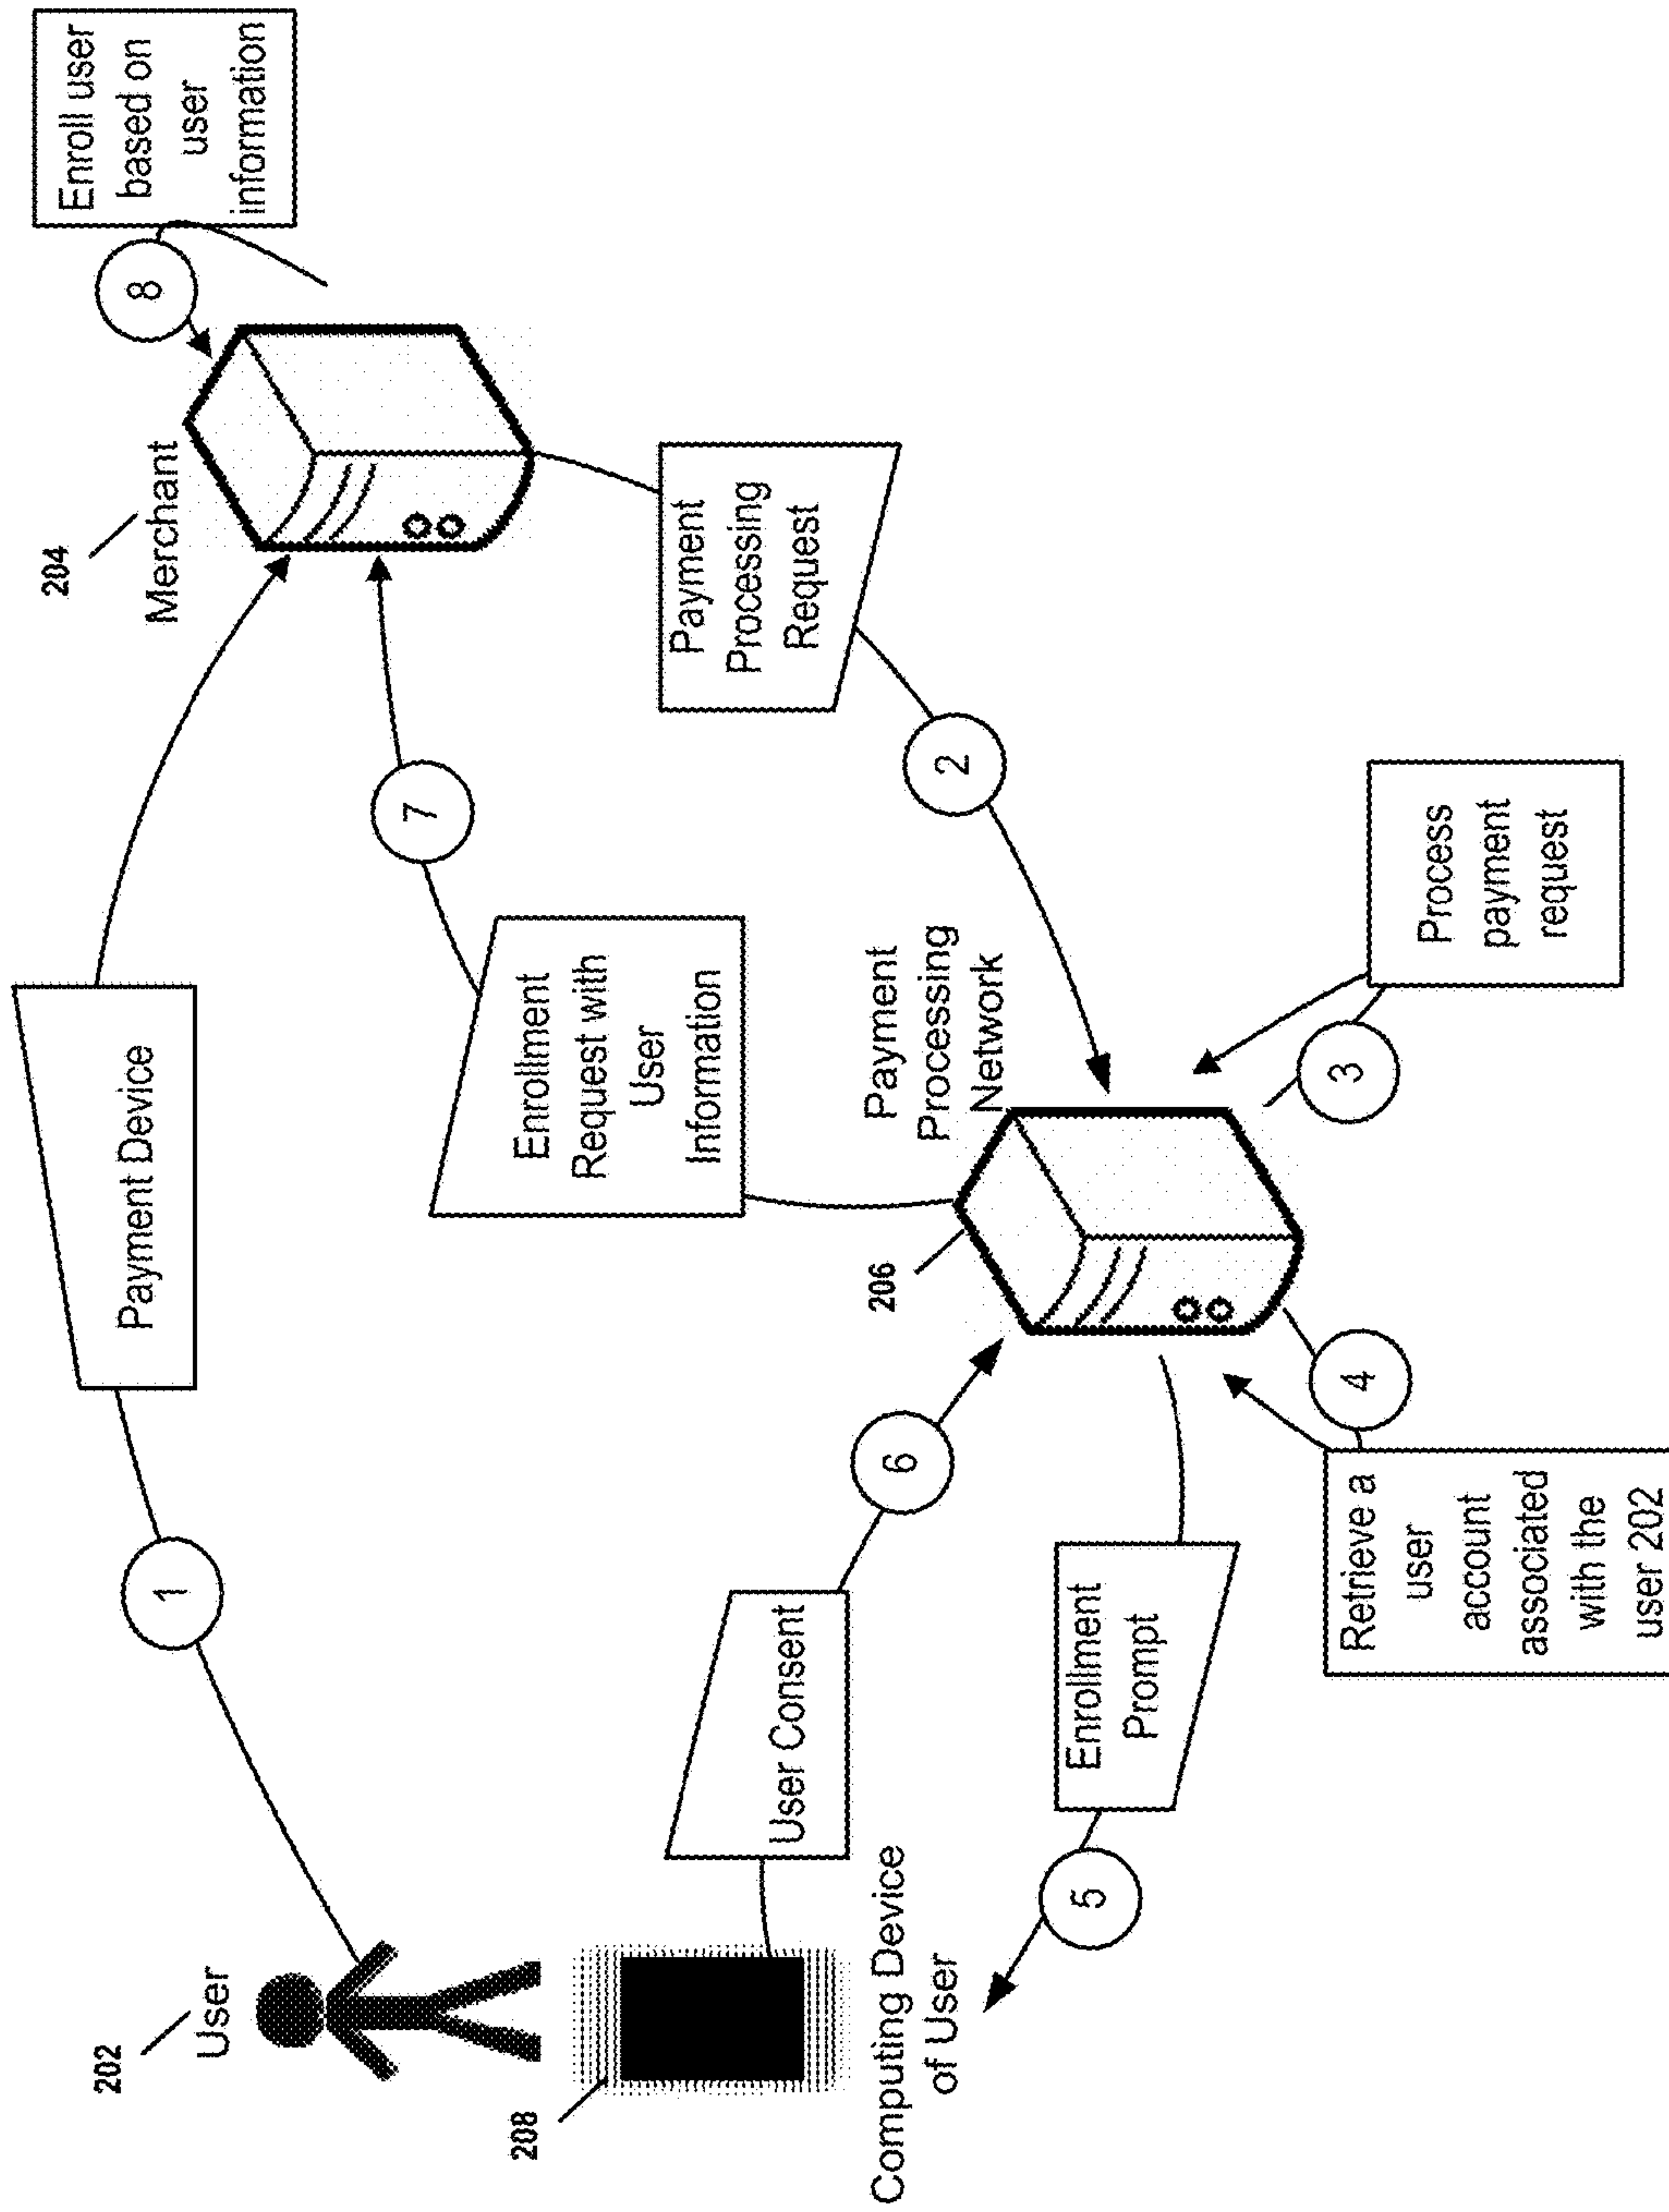 202
User
1
Payment Device
204
Merchant
8
Enroll user
based on
user
information
208
Computing Device
of User
User Consent
6
Enrollment
Request with
User
Information
7
Payment
Processing
Request
2
206
Payment
Processing
Network
5
Enrollment
Prompt
4
Retrieve a
user
account
associated
with the
user 202
3
Process
payment
request